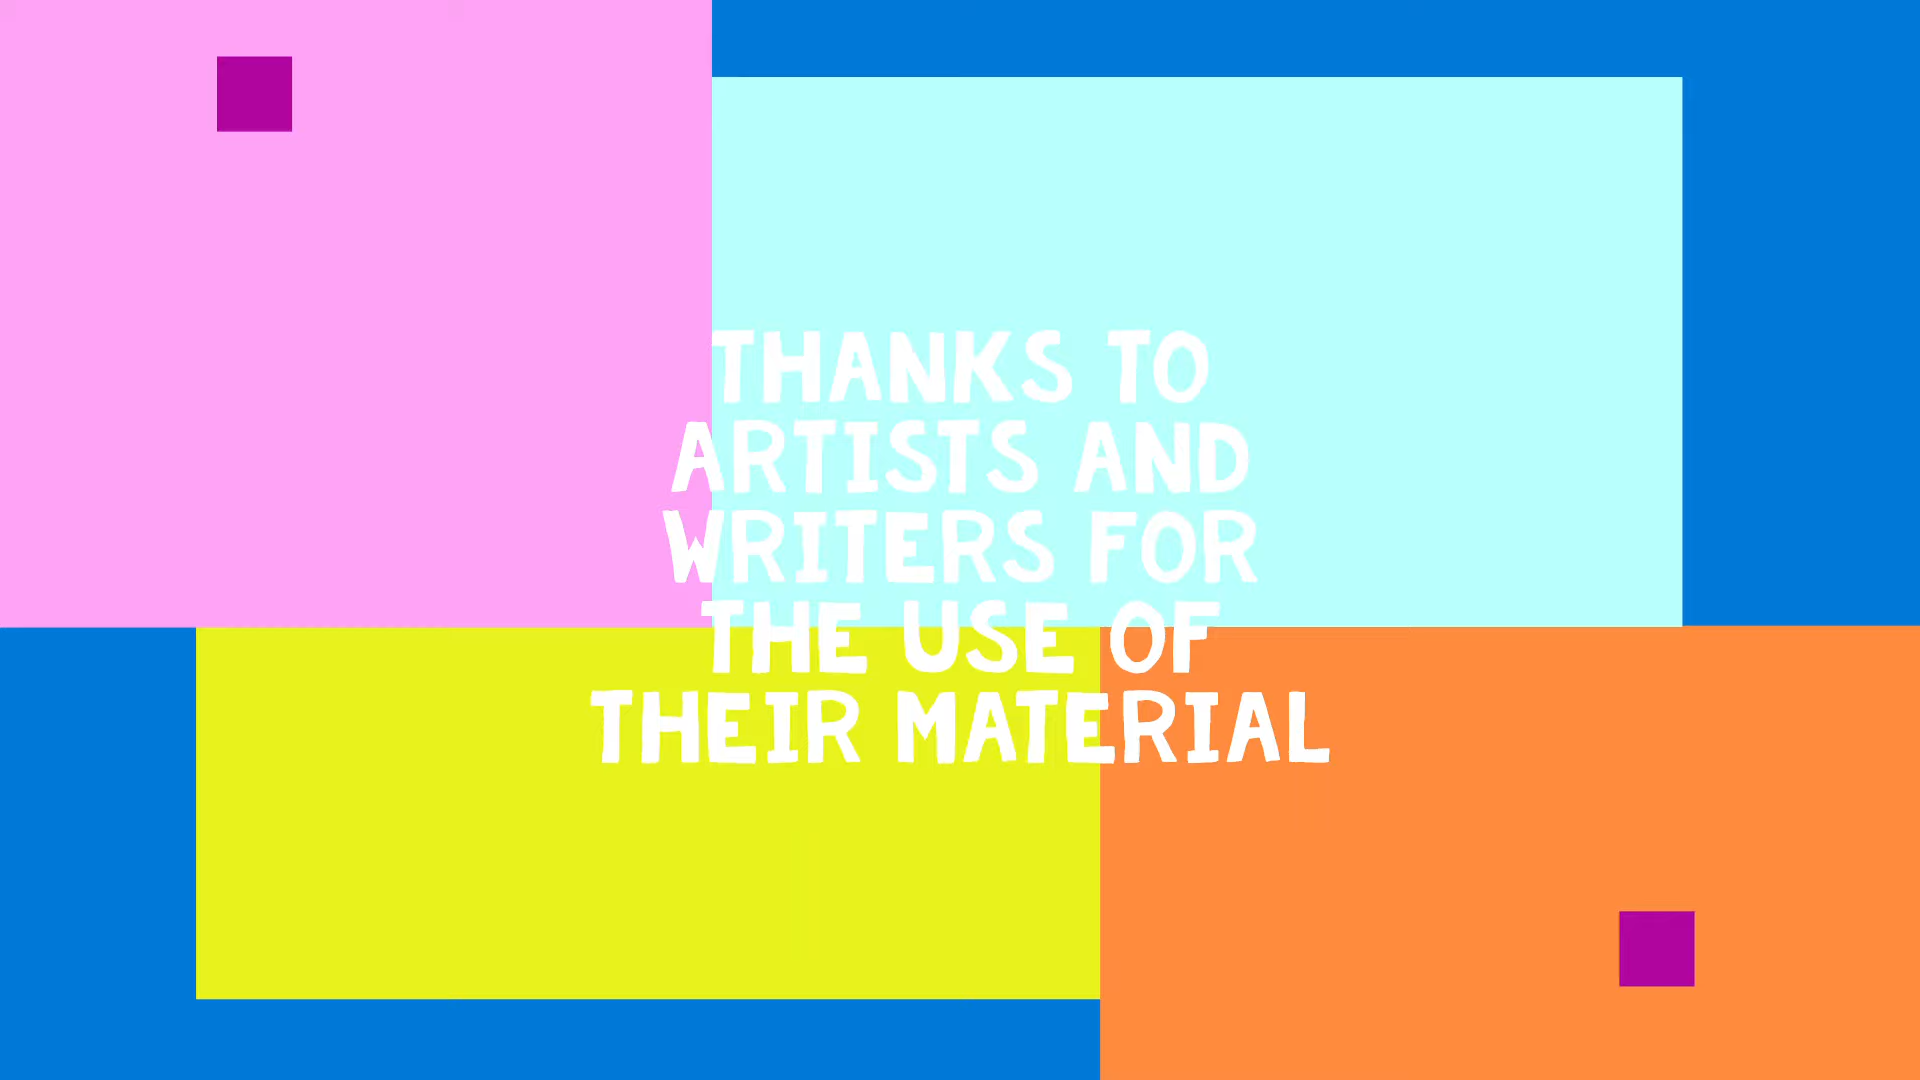 THANKS TO
ARTISTS AND
WRITERS FOR
THE USE OF
THEIR MATERIAL